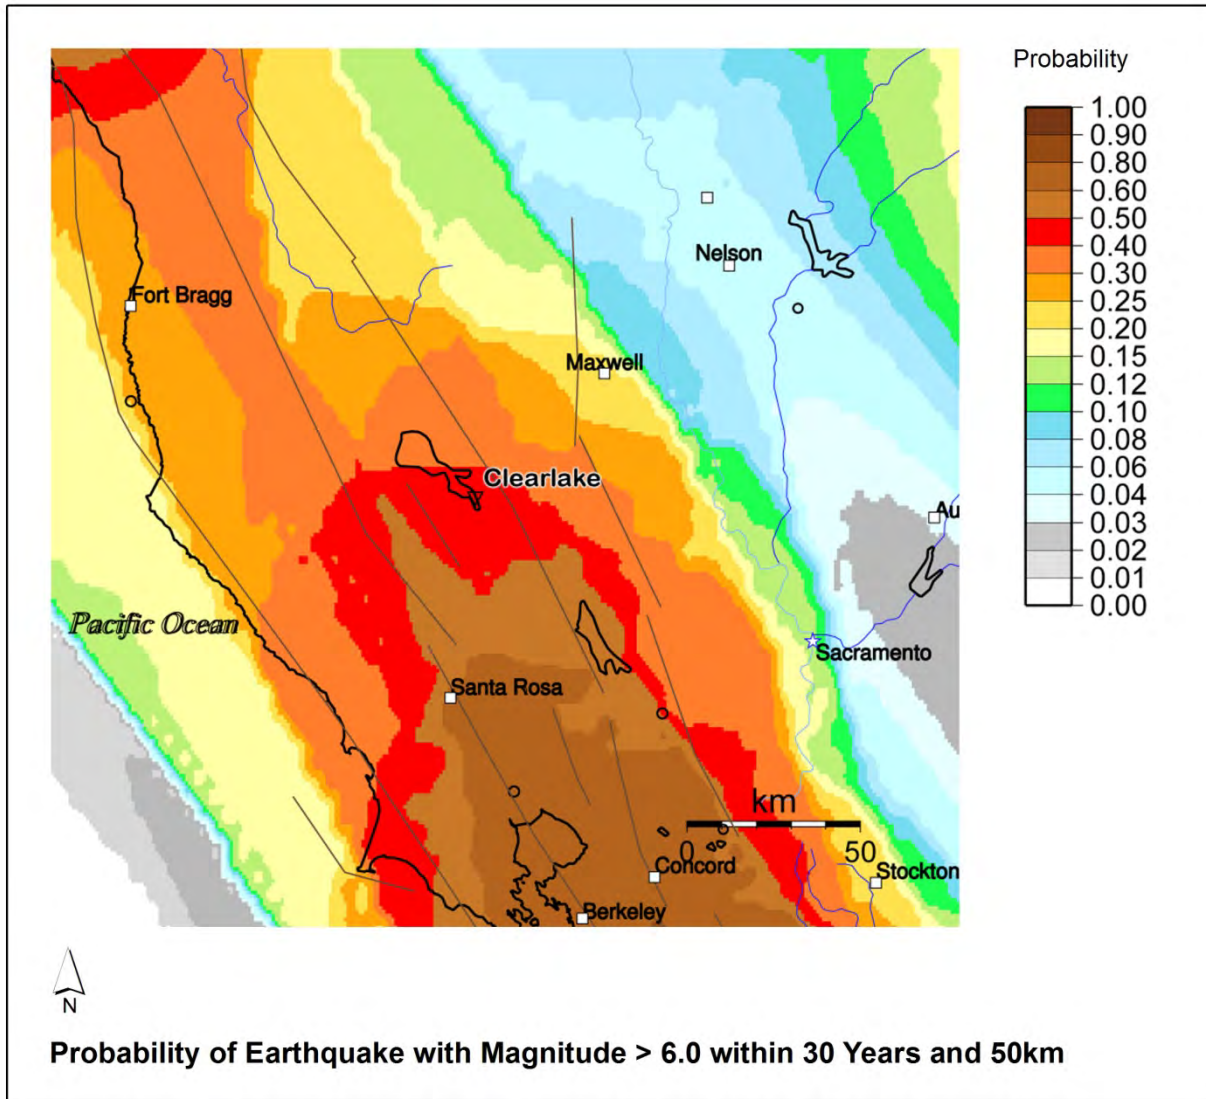 Probability
1.00
0.90
0.80
0.60
0.50
0.40
0.30
0.25
0.20
0.15
0.12
0.10
0.08
0.06
0.04
0.03
0.02
0.01
0.00
Nelson
Fort Bragg
Maxwell
Clearlake
Au
Pacific Ocean
Sacramento
Santa Rosa
km
0 50
Concord
Stockton
Berkeley
N
Probability of Earthquake with Magnitude > 6.0 within 30 Years and 50km